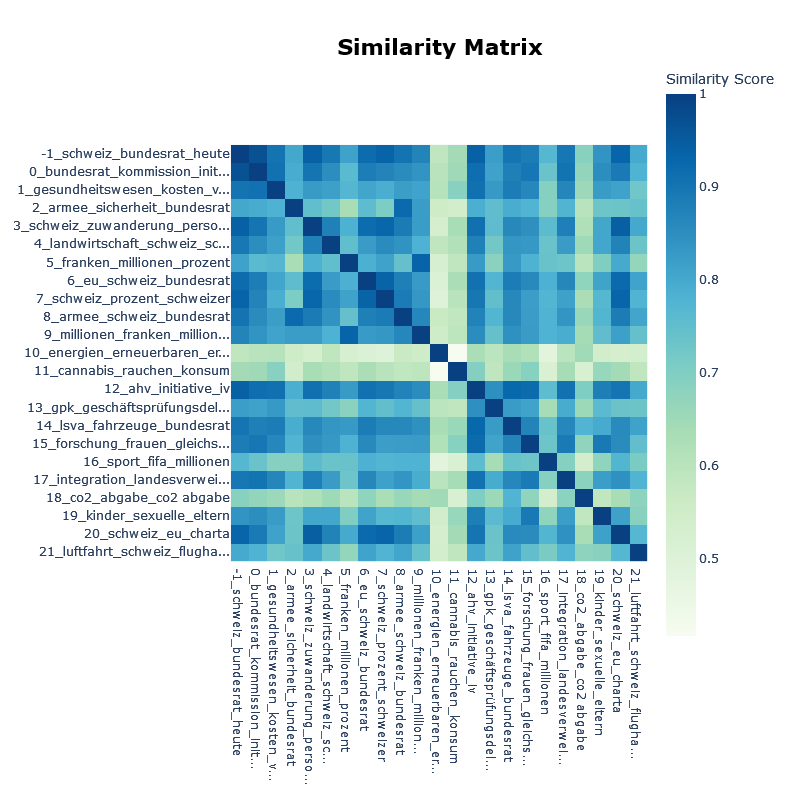 Similarity Matrix
Similarity Score
1
0.9
0.8
0.7
0.6
0.5
-1_schweiz_bundesrat_heute
0_bundesrat_kommission_init...
1_gesundheitswesen_kosten_v...
2_armee_sicherheit_bundesrat
3_schweiz_zuwanderung_perso...
4_landwirtschaft_schweiz_sc...
5_franken_millionen_prozent
6_eu_schweiz_bundesrat
7_schweiz_prozent_schweizer
8_armee_schweiz_bundesrat
9_millionen_franken_million...
10_energien_erneuerbaren_er...
11_cannabis_rauchen_konsum
12_ahv_initiative_iv
13_gpk_geschäftsprüfungsdel...
14_lsva_fahrzeuge_bundesrat
15_forschung_frauen_gleichs...
16_sport_fifa_millionen
17_integration_landesverwei...
18_co2_abgabe_co2 abgabe
19_kinder_sexuelle_eltern
20_schweiz_eu_charta
21_luftfahrt_schweiz_flugha...
-1_schweiz_bundesrat_heute
0_bundesrat_kommission_init...
1_gesundheitswesen_kosten_v...
2_armee_sicherheit_bundesrat
3_schweiz_zuwanderung_perso...
4_landwirtschaft_schweiz_sc...
5_franken_millionen_prozent
6_eu_schweiz_bundesrat
7_schweiz_prozent_schweizer
8_armee_schweiz_bundesrat
9_millionen_franken_million...
10_energien_erneuerbaren_er...
11_cannabis_rauchen_konsum
12_ahv_initiative_iv
13_gpk_geschäftsprüfungsdel...
14_lsva_fahrzeuge_bundesrat
15_forschung_frauen_gleichs...
16_sport_fifa_millionen
17_integration_landesverwei...
18_co2_abgabe_co2 abgabe
19_kinder_sexuelle_eltern
20_schweiz_eu_charta
21_luftfahrt_schweiz_flugha...